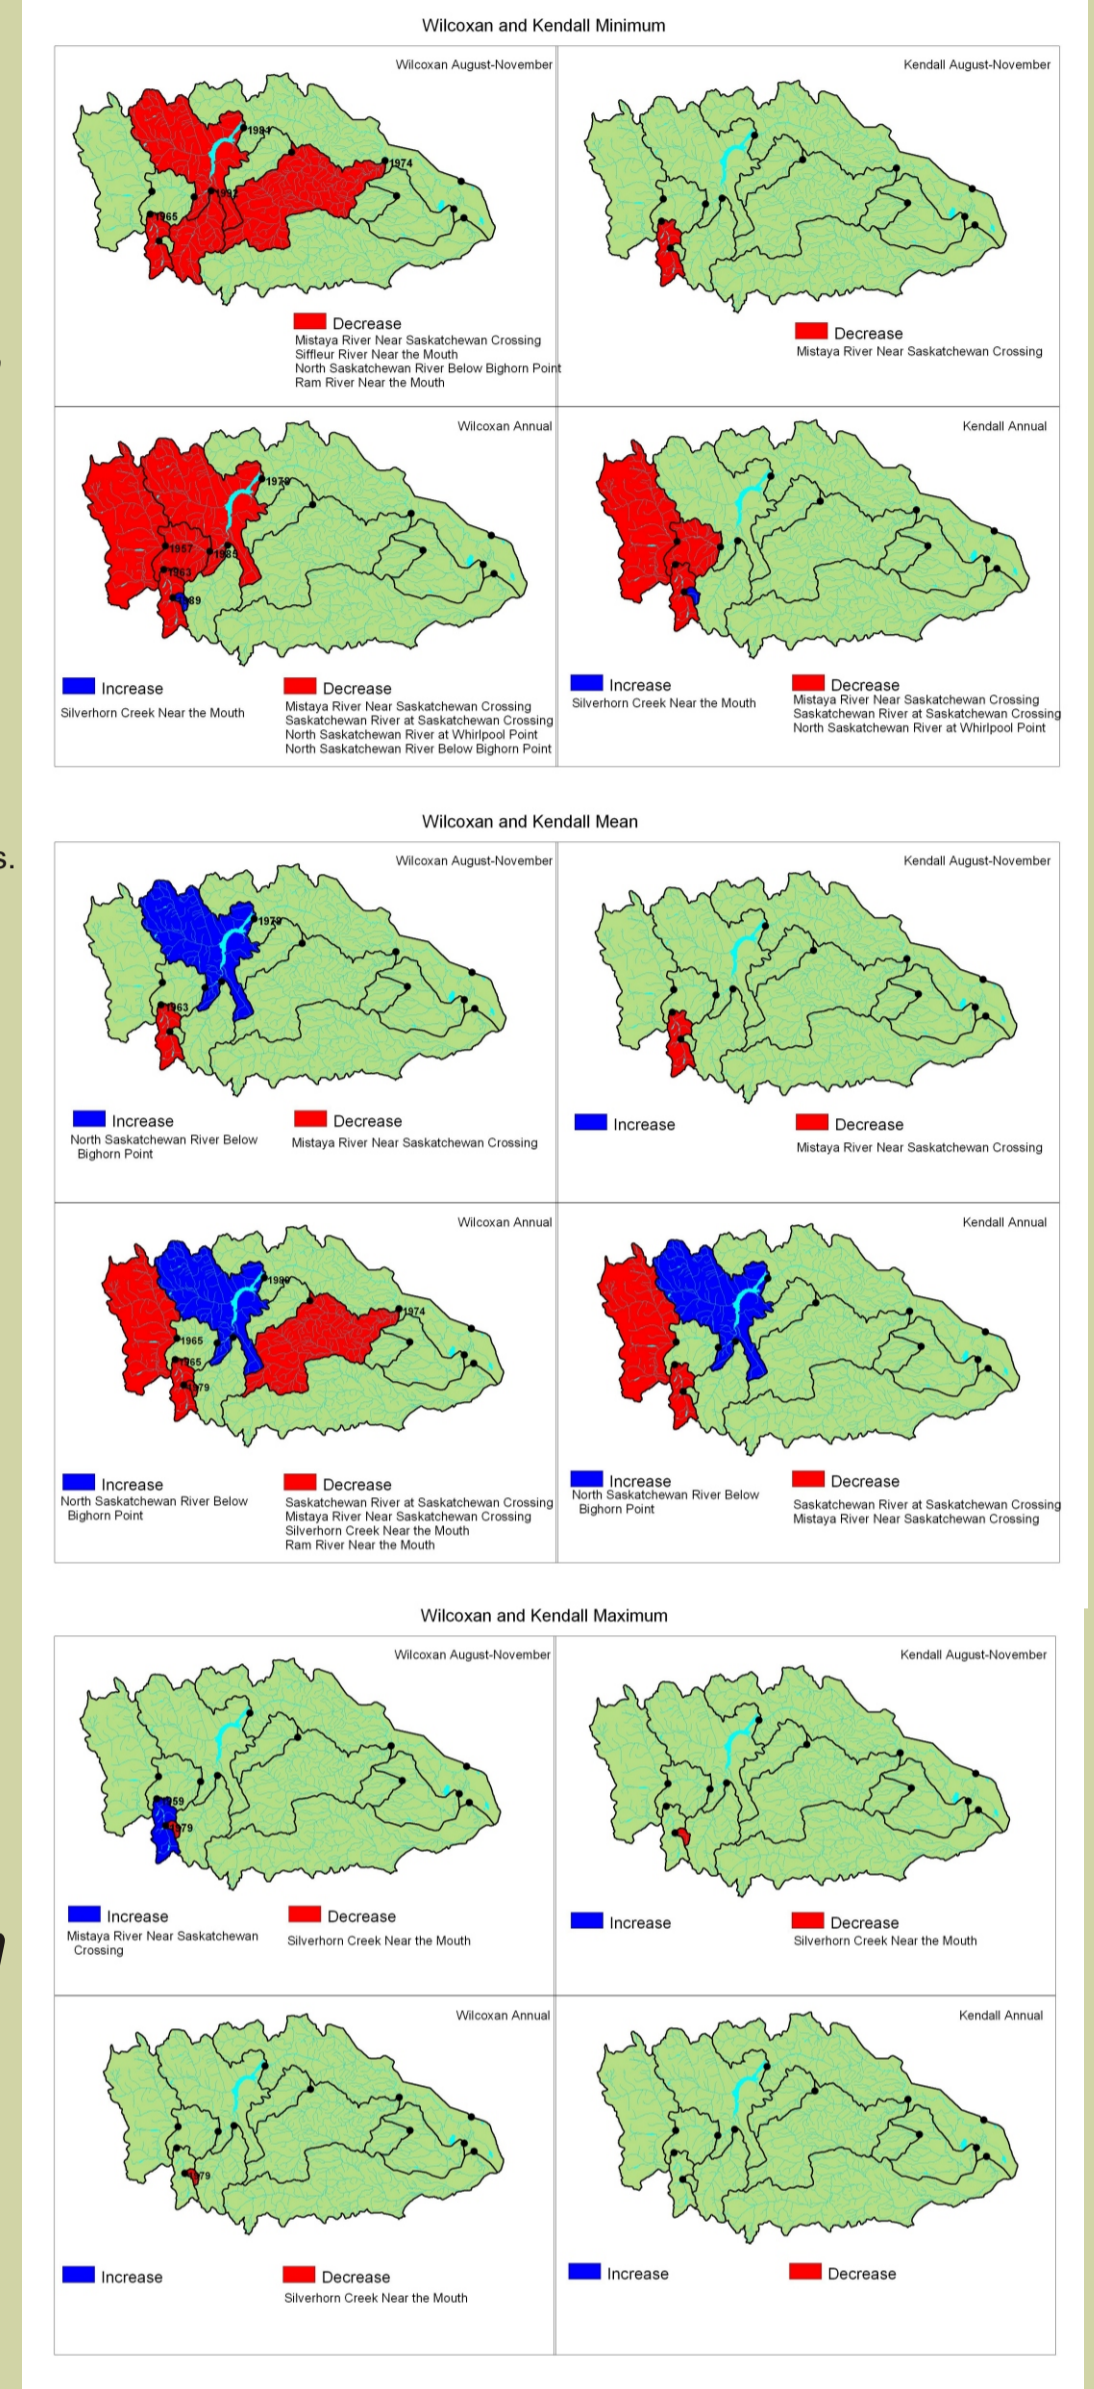 Wilcoxan and Kendall Minimum
Wilcoxan August-November
1981
1974
1992
1965
Decrease
Mistaya River Near Saskatchewan Crossing
Siffleur River Near the Mouth
North Saskatchewan River Below Bighorn Point
Ram River Near the Mouth
Kendall August-November
Decrease
Mistaya River Near Saskatchewan Crossing
Wilcoxan Annual
1978
1957
1985
1963
89
Increase
Silverhorn Creek Near the Mouth
Decrease
Mistaya River Near Saskatchewan Crossing
Saskatchewan River at Saskatchewan Crossing
North Saskatchewan River at Whirlpool Point
North Saskatchewan River Below Bighorn Point
Kendall Annual
Increase
Silverhorn Creek Near the Mouth
Decrease
Mistaya River Near Saskatchewan Crossing
Saskatchewan River at Saskatchewan Crossing
North Saskatchewan River at Whirlpool Point
s.
Wilcoxan and Kendall Mean
Wilcoxan August-November
1979
963
Increase
North Saskatchewan River Below
Bighorn Point
Decrease
Mistaya River Near Saskatchewan Crossing
Kendall August-November
Increase
Decrease
Mistaya River Near Saskatchewan Crossing
Wilcoxan Annual
1974
1965
965
979
Increase
North Saskatchewan River Below
Bighorn Point
Decrease
Saskatchewan River at Saskatchewan Crossing
Mistaya River Near Saskatchewan Crossing
Silverhorn Creek Near the Mouth
Ram River Near the Mouth
Kendall Annual
Increase
North Saskatchewan River Below
Bighorn Point
Decrease
Saskatchewan River at Saskatchewan Crossing
Mistaya River Near Saskatchewan Crossing
Wilcoxan and Kendall Maximum
Wilcoxan August-November
959
79
Increase
Mistaya River Near Saskatchewan
Crossing
Decrease
Silverhorn Creek Near the Mouth
Kendall August-November
Increase
Decrease
Silverhorn Creek Near the Mouth
Wilcoxan Annual
79
Increase
Decrease
Silverhorn Creek Near the Mouth
Kendall Annual
Increase
Decrease